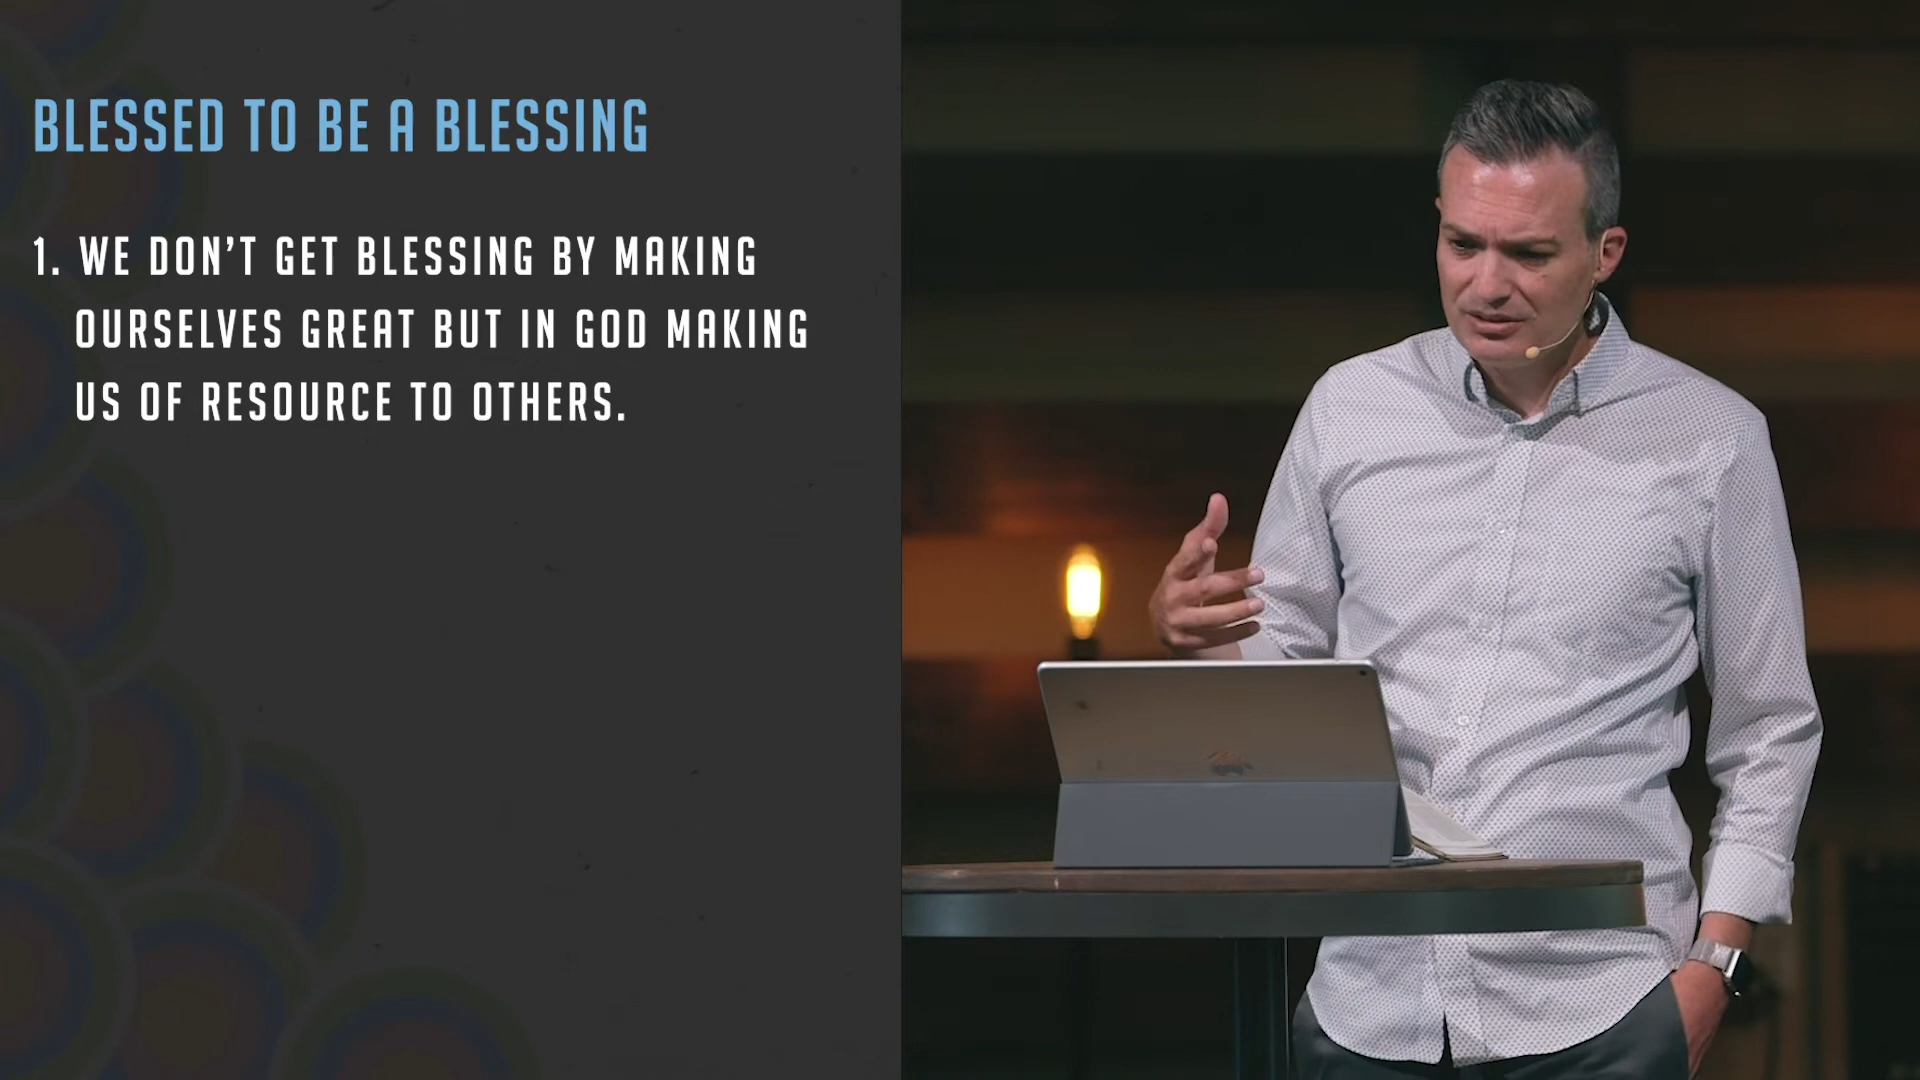 BLESSED TO BE A BLESSING
1. WE DON'T GET BLESSING BY MAKING
OURSELVES GREAT BUT IN GOD MAKING
US OF RESOURCE TO OTHERS.